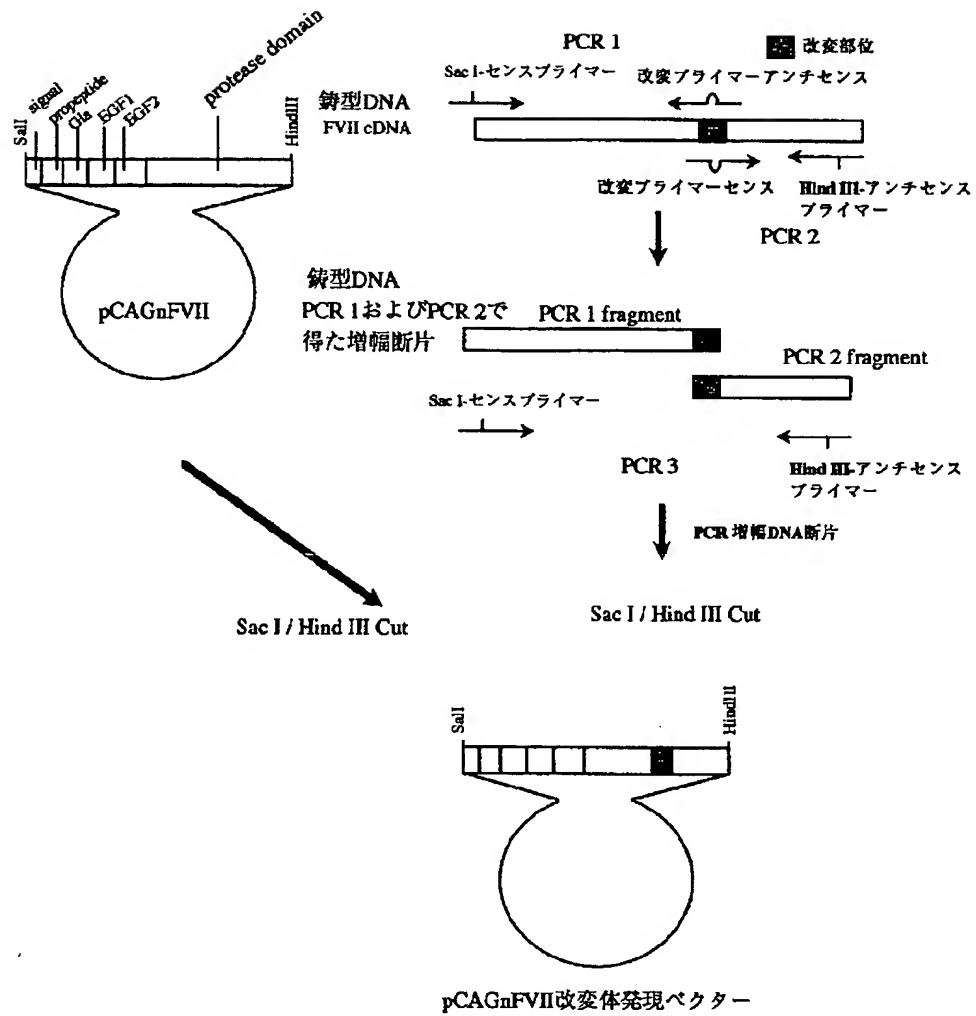 SalI
signal
propeptide
Gla
EGF1
EGF2
protease domain
HindIII
pCAGnFVII
PCR 1
改変部位
Sac I-センスプライマー
改変プライマーアンチセンス
鋳型DNA
FVII cDNA
改変プライマーセンス
Hind III-アンチセンス
プライマー
PCR 2
鋳型DNA
PCR 1およびPCR 2で
得た増幅断片
PCR 1 fragment
PCR 2 fragment
Sac I-センスプライマー
PCR 3
Hind III-アンチセンス
プライマー
PCR 増幅DNA断片
Sac I / Hind III Cut
Sac I / Hind III Cut
SalI
HindIII
pCAGnFVII改変体発現ベクター